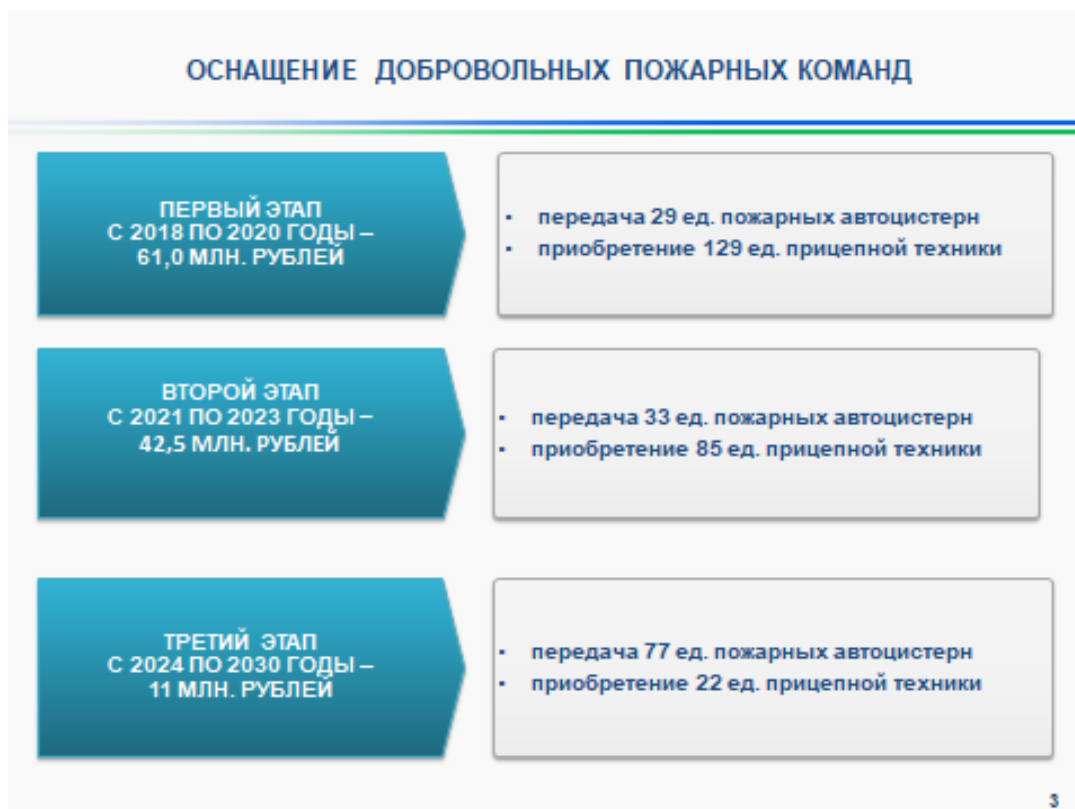 ОСНАЩЕНИЕ ДОБРОВОЛЬНЫХ ПОЖАРНЫХ КОМАНД
ПЕРВЫЙ ЭТАП
С 2018 ПО 2020 ГОДЫ –
61,0 МЛН. РУБЛЕЙ
▪ передача 29 ед. пожарных автоцистерн
▪ приобретение 129 ед. прицепной техники
ВТОРОЙ ЭТАП
С 2021 ПО 2023 ГОДЫ –
42,5 МЛН. РУБЛЕЙ
▪ передача 33 ед. пожарных автоцистерн
▪ приобретение 85 ед. прицепной техники
ТРЕТИЙ ЭТАП
С 2024 ПО 2030 ГОДЫ –
11 МЛН. РУБЛЕЙ
▪ передача 77 ед. пожарных автоцистерн
▪ приобретение 22 ед. прицепной техники
3